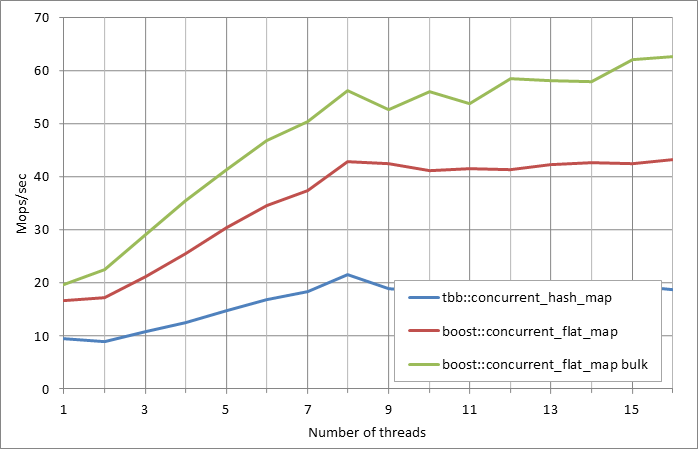 70
60
50
40
30
20
10
0
Mops/sec
tbb::concurrent_hash_map
boost::concurrent_flat_map
boost::concurrent_flat_map bulk
1 3 5 7 9 11 13 15
Number of threads